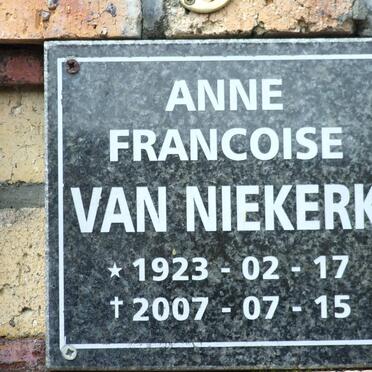 ANNE
FRANCOISE
VAN NIEKERK
★ 1923 - 02 - 17
† 2007 - 07 - 15